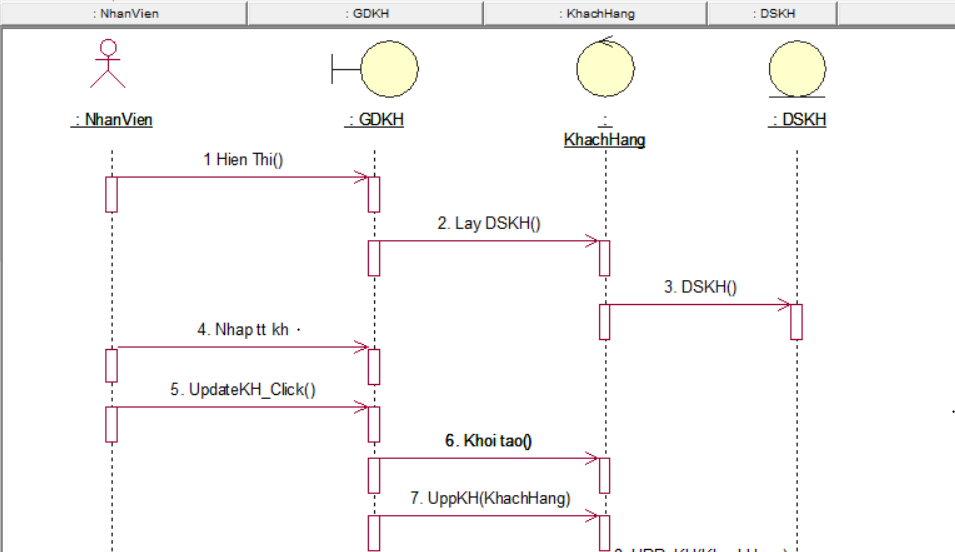 : NhanVien
: GDKH
: KhachHang
: DSKH
: NhanVien
: GDKH
:
KhachHang
: DSKH
1 Hien Thi()
2. Lay DSKH()
3. DSKH()
4. Nhap tt kh
5. UpdateKH_Click()
6. Khoi tao()
7. UppKH(KhachHang)